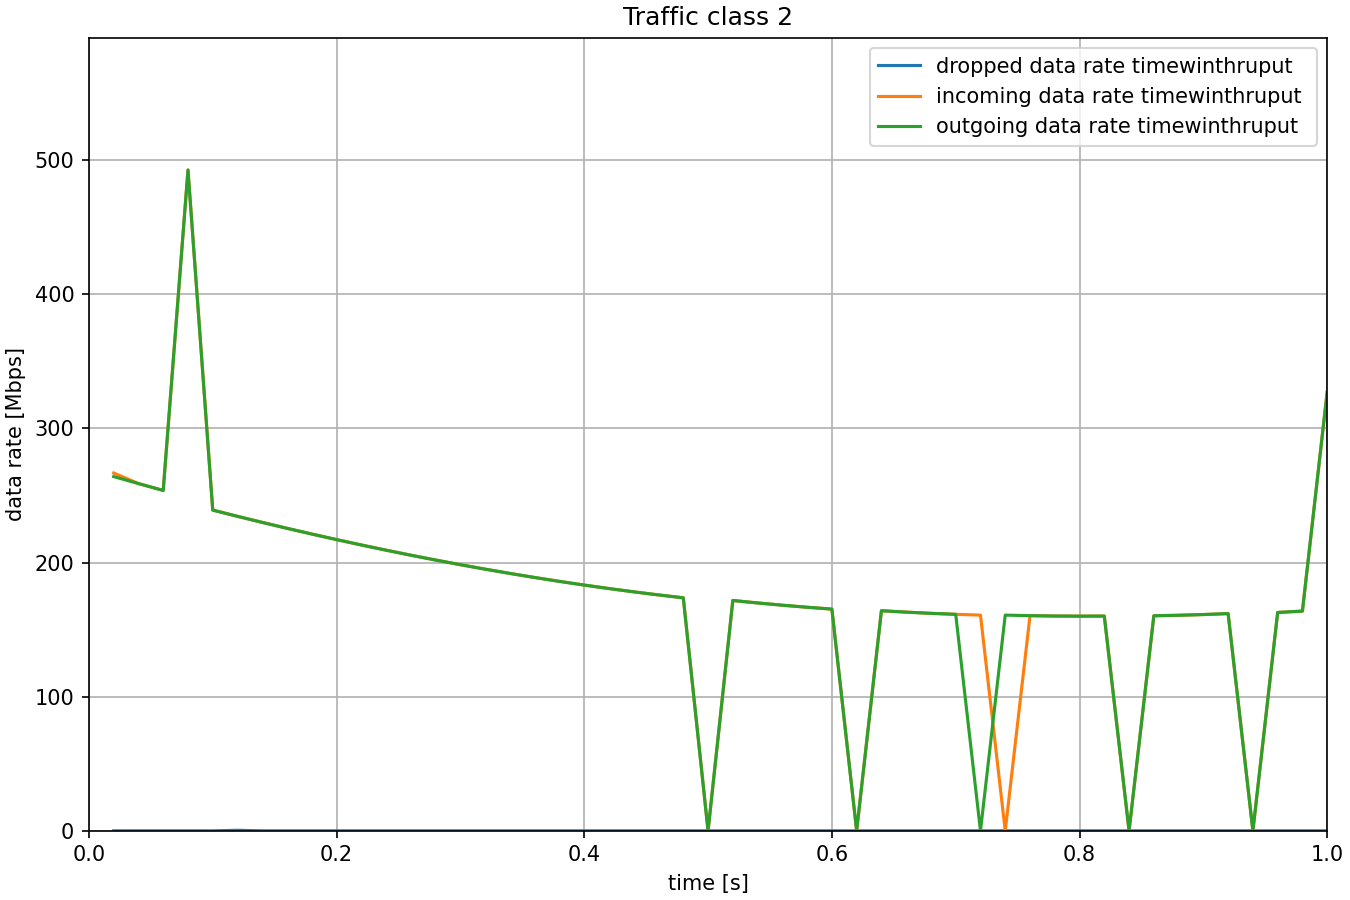 Traffic class 2
dropped data rate timewinthruput
incoming data rate timewinthruput
outgoing data rate timewinthruput
data rate [Mbps]
500
400
300
200
100
0
0.0 0.2 0.4 0.6 0.8 1.0
time [s]